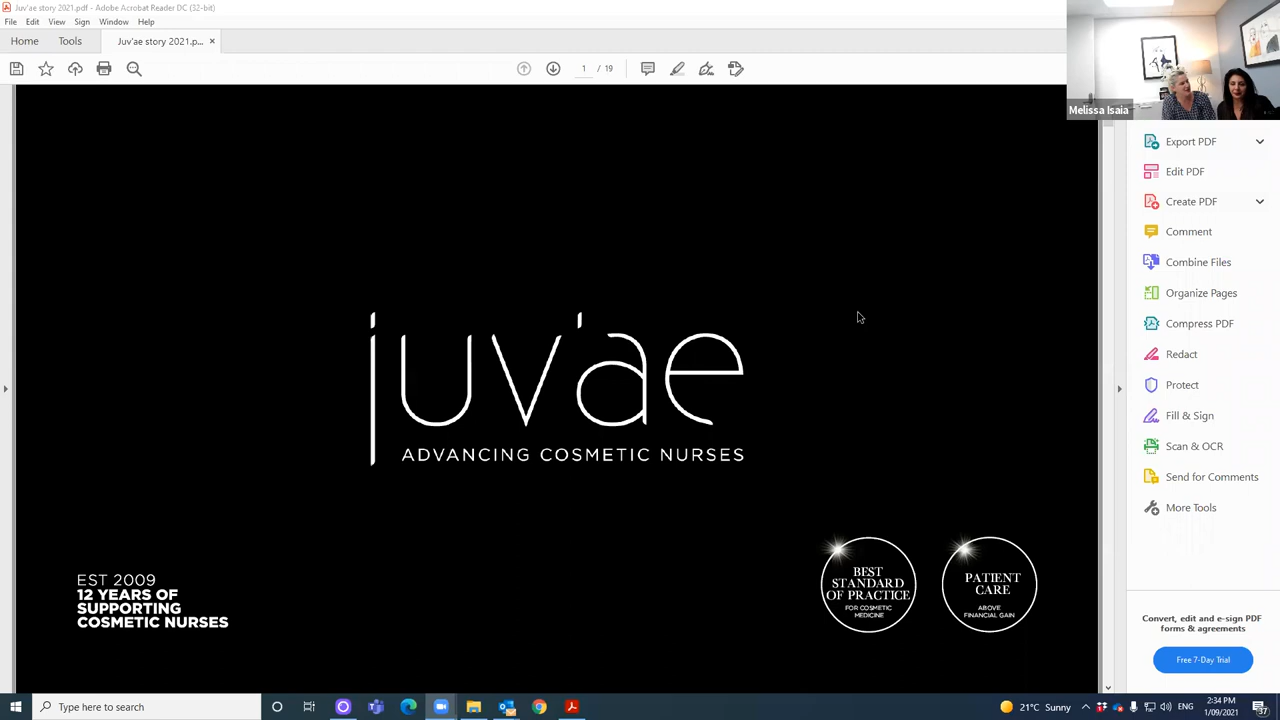 Juv'ae story 2021.pdf - Adobe Acrobat Reader DC (32-bit)
File Edit View Sign Window Help
Home Tools Juv'ae story 2021.p... ×
1 / 19
Melissa Isaia
Export PDF
Edit PDF
Create PDF
Comment
Combine Files
Organize Pages
Compress PDF
Redact
Protect
Fill & Sign
Scan & OCR
Send for Comments
More Tools
juv'ae
ADVANCING COSMETIC NURSES
EST 2009
12 YEARS OF
SUPPORTING
COSMETIC NURSES
BEST
STANDARD
OF PRACTICE
FOR COSMETIC
MEDICINE
PATIENT
CARE
ABOVE
FINANCIAL GAIN
Convert, edit and e-sign PDF
forms & agreements
Free 7-Day Trial
Type here to search
21°C Sunny
ENG
2:34 PM
1/09/2021
37